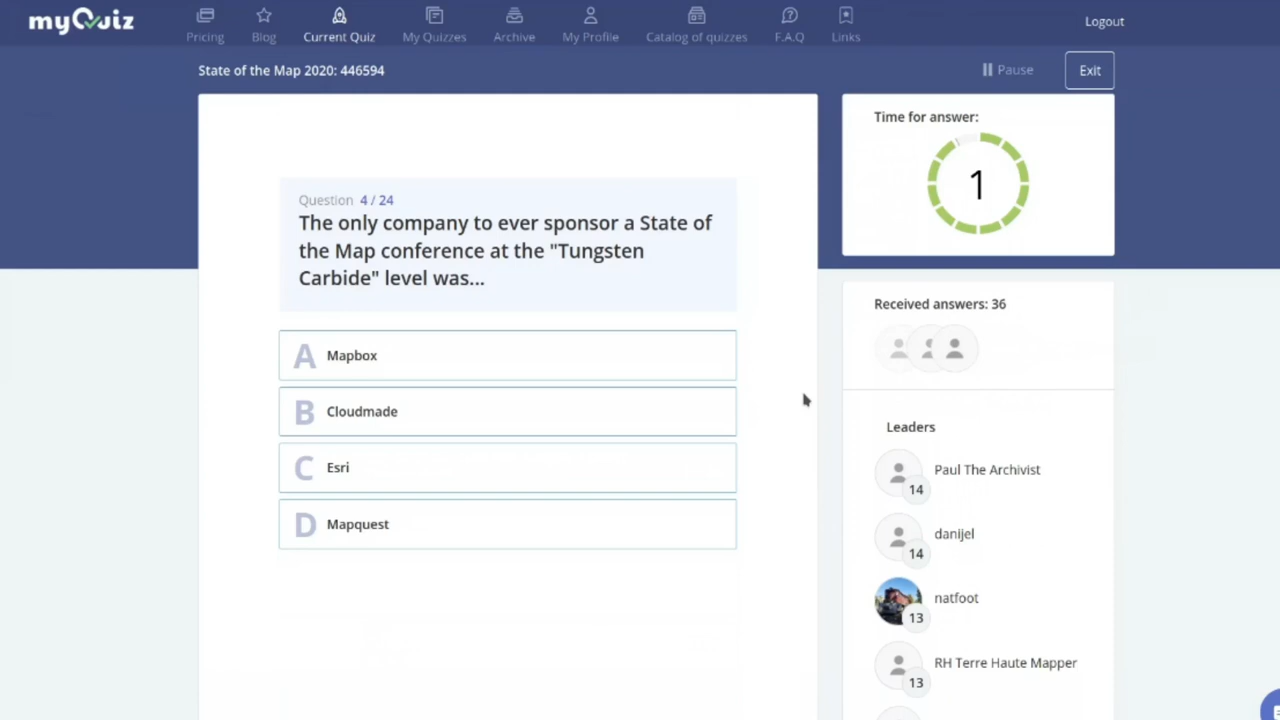 myQuiz
Pricing
Blog
Current Quiz
My Quizzes
Archive
My Profile
Catalog of quizzes
F.A.Q
Links
Logout
State of the Map 2020: 446594
Pause
Exit
Question 4 / 24
The only company to ever sponsor a State of
the Map conference at the "Tungsten
Carbide" level was...
A Mapbox
B Cloudmade
C Esri
D Mapquest
Time for answer:
1
Received answers: 36
Leaders
Paul The Archivist
14
danijel
14
natfoot
13
RH Terre Haute Mapper
13